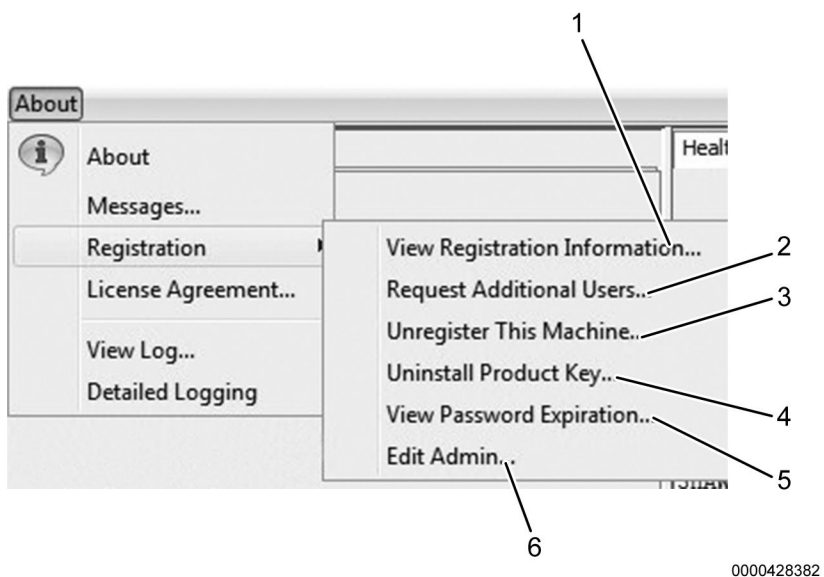 1
About
About
Healt
Messages...
Registration
View Registration Information...
2
License Agreement...
Request Additional Users...
3
Unregister This Machine...
View Log...
Uninstall Product Key...
Detailed Logging
4
View Password Expiration...
Edit Admin...
5
6
0000428382